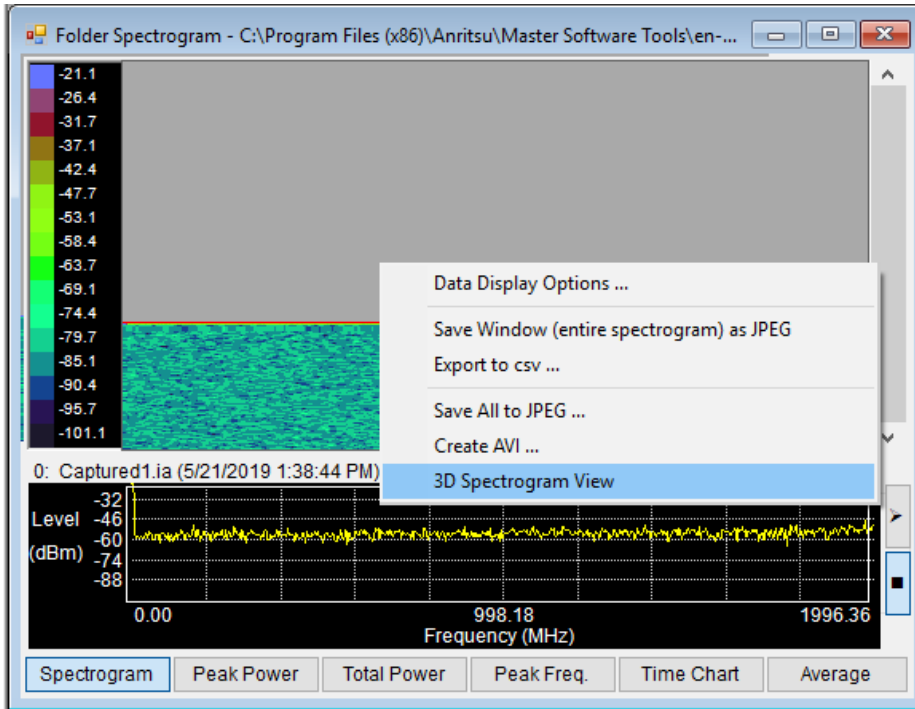 Folder Spectrogram - C:\Program Files (x86)\Anritsu\Master Software Tools\en-...
-21.1
-26.4
-31.7
-37.1
-42.4
-47.7
-53.1
-58.4
-63.7
-69.1
-74.4
-79.7
-85.1
-90.4
-95.7
-101.1
Data Display Options ...
Save Window (entire spectrogram) as JPEG
Export to csv ...
Save All to JPEG ...
Create AVI ...
3D Spectrogram View
0: Captured1.ia (5/21/2019 1:38:44 PM)
Level
(dBm)
-32
-46
-60
-74
-88
0.00 998.18 1996.36
Frequency (MHz)
Spectrogram Peak Power Total Power Peak Freq. Time Chart Average